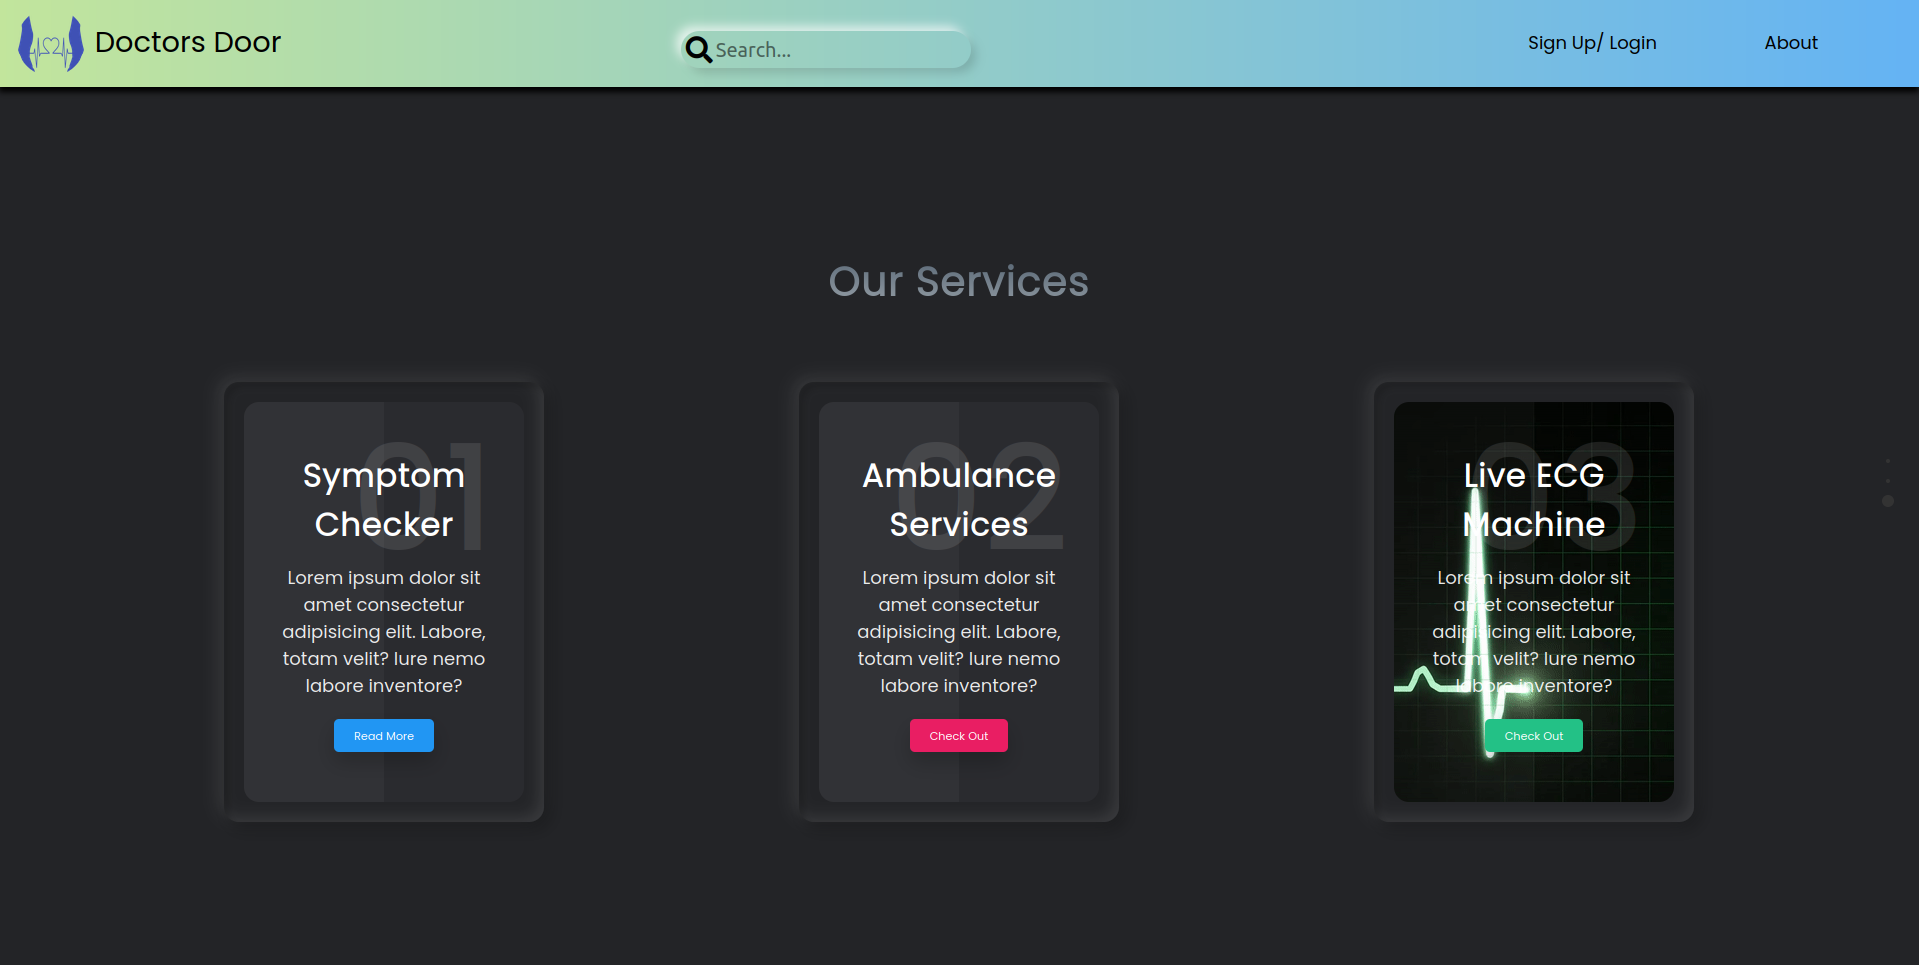 Doctors Door
Search...
Sign Up/ Login
About
Our Services
01
Symptom
Checker
Lorem ipsum dolor sit
amet consectetur
adipisicing elit. Labore,
totam velit? Iure nemo
labore inventore?
Read More
02
Ambulance
Services
Lorem ipsum dolor sit
amet consectetur
adipisicing elit. Labore,
totam velit? Iure nemo
labore inventore?
Check Out
03
Live ECG
Machine
Lorem ipsum dolor sit
amet consectetur
adipisicing elit. Labore,
totam velit? Iure nemo
labore inventore?
Check Out